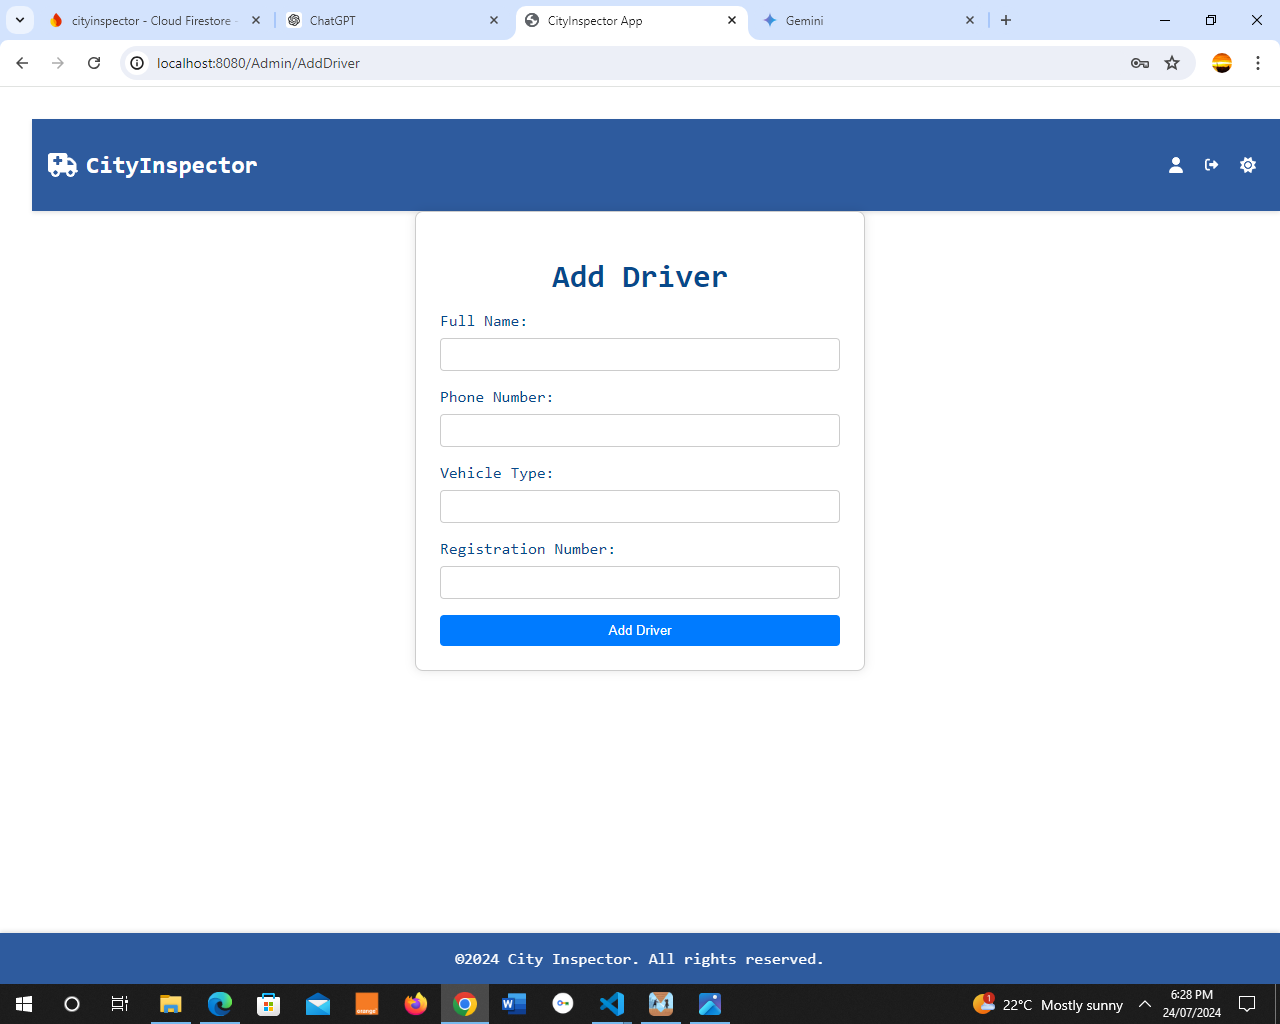 cityinspector - Cloud Firestore -
ChatGPT
CityInspector App
Gemini
localhost:8080/Admin/AddDriver
CityInspector
Add Driver
Full Name:
Phone Number:
Vehicle Type:
Registration Number:
Add Driver
©2024 City Inspector. All rights reserved.
orange
W
1
22°C Mostly sunny
6:28 PM
24/07/2024